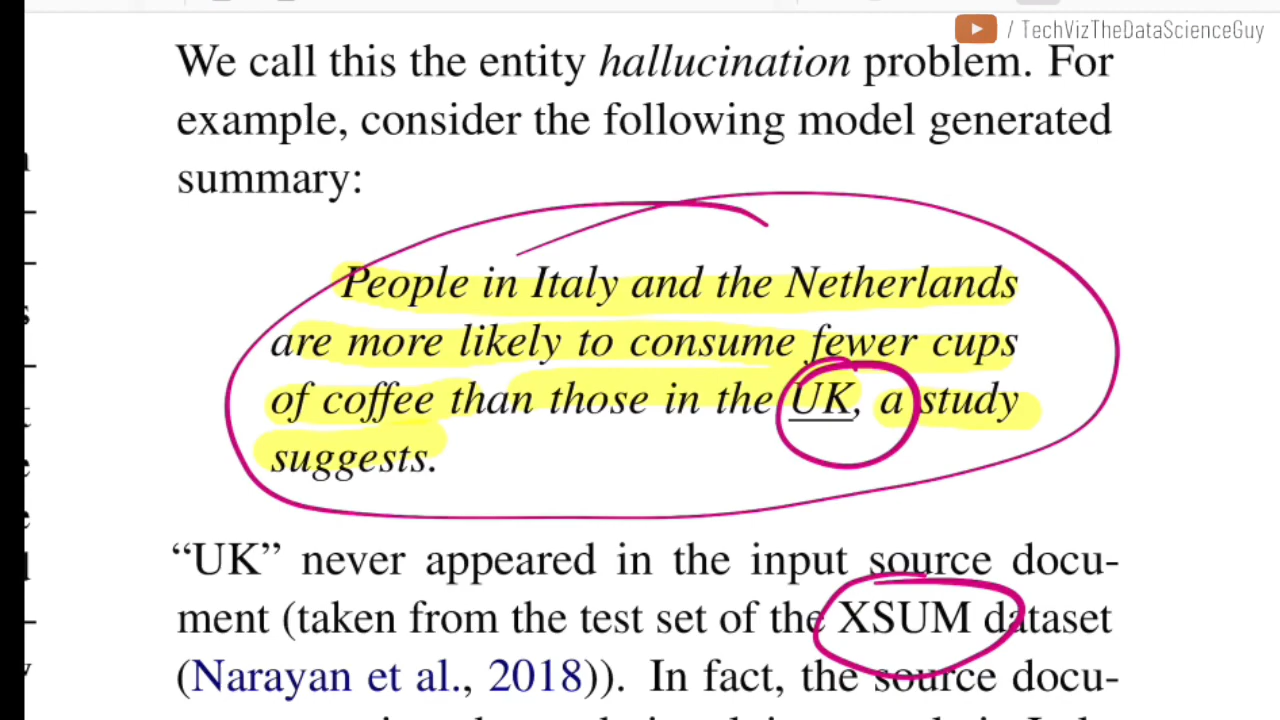 / TechVizTheDataScienceGuy
We call this the entity hallucination problem. For
example, consider the following model generated
summary:
People in Italy and the Netherlands
are more likely to consume fewer cups
of coffee than those in the UK, a study
suggests.
“UK” never appeared in the input source docu-
ment (taken from the test set of the XSUM dataset
(Narayan et al., 2018)). In fact, the source docu-